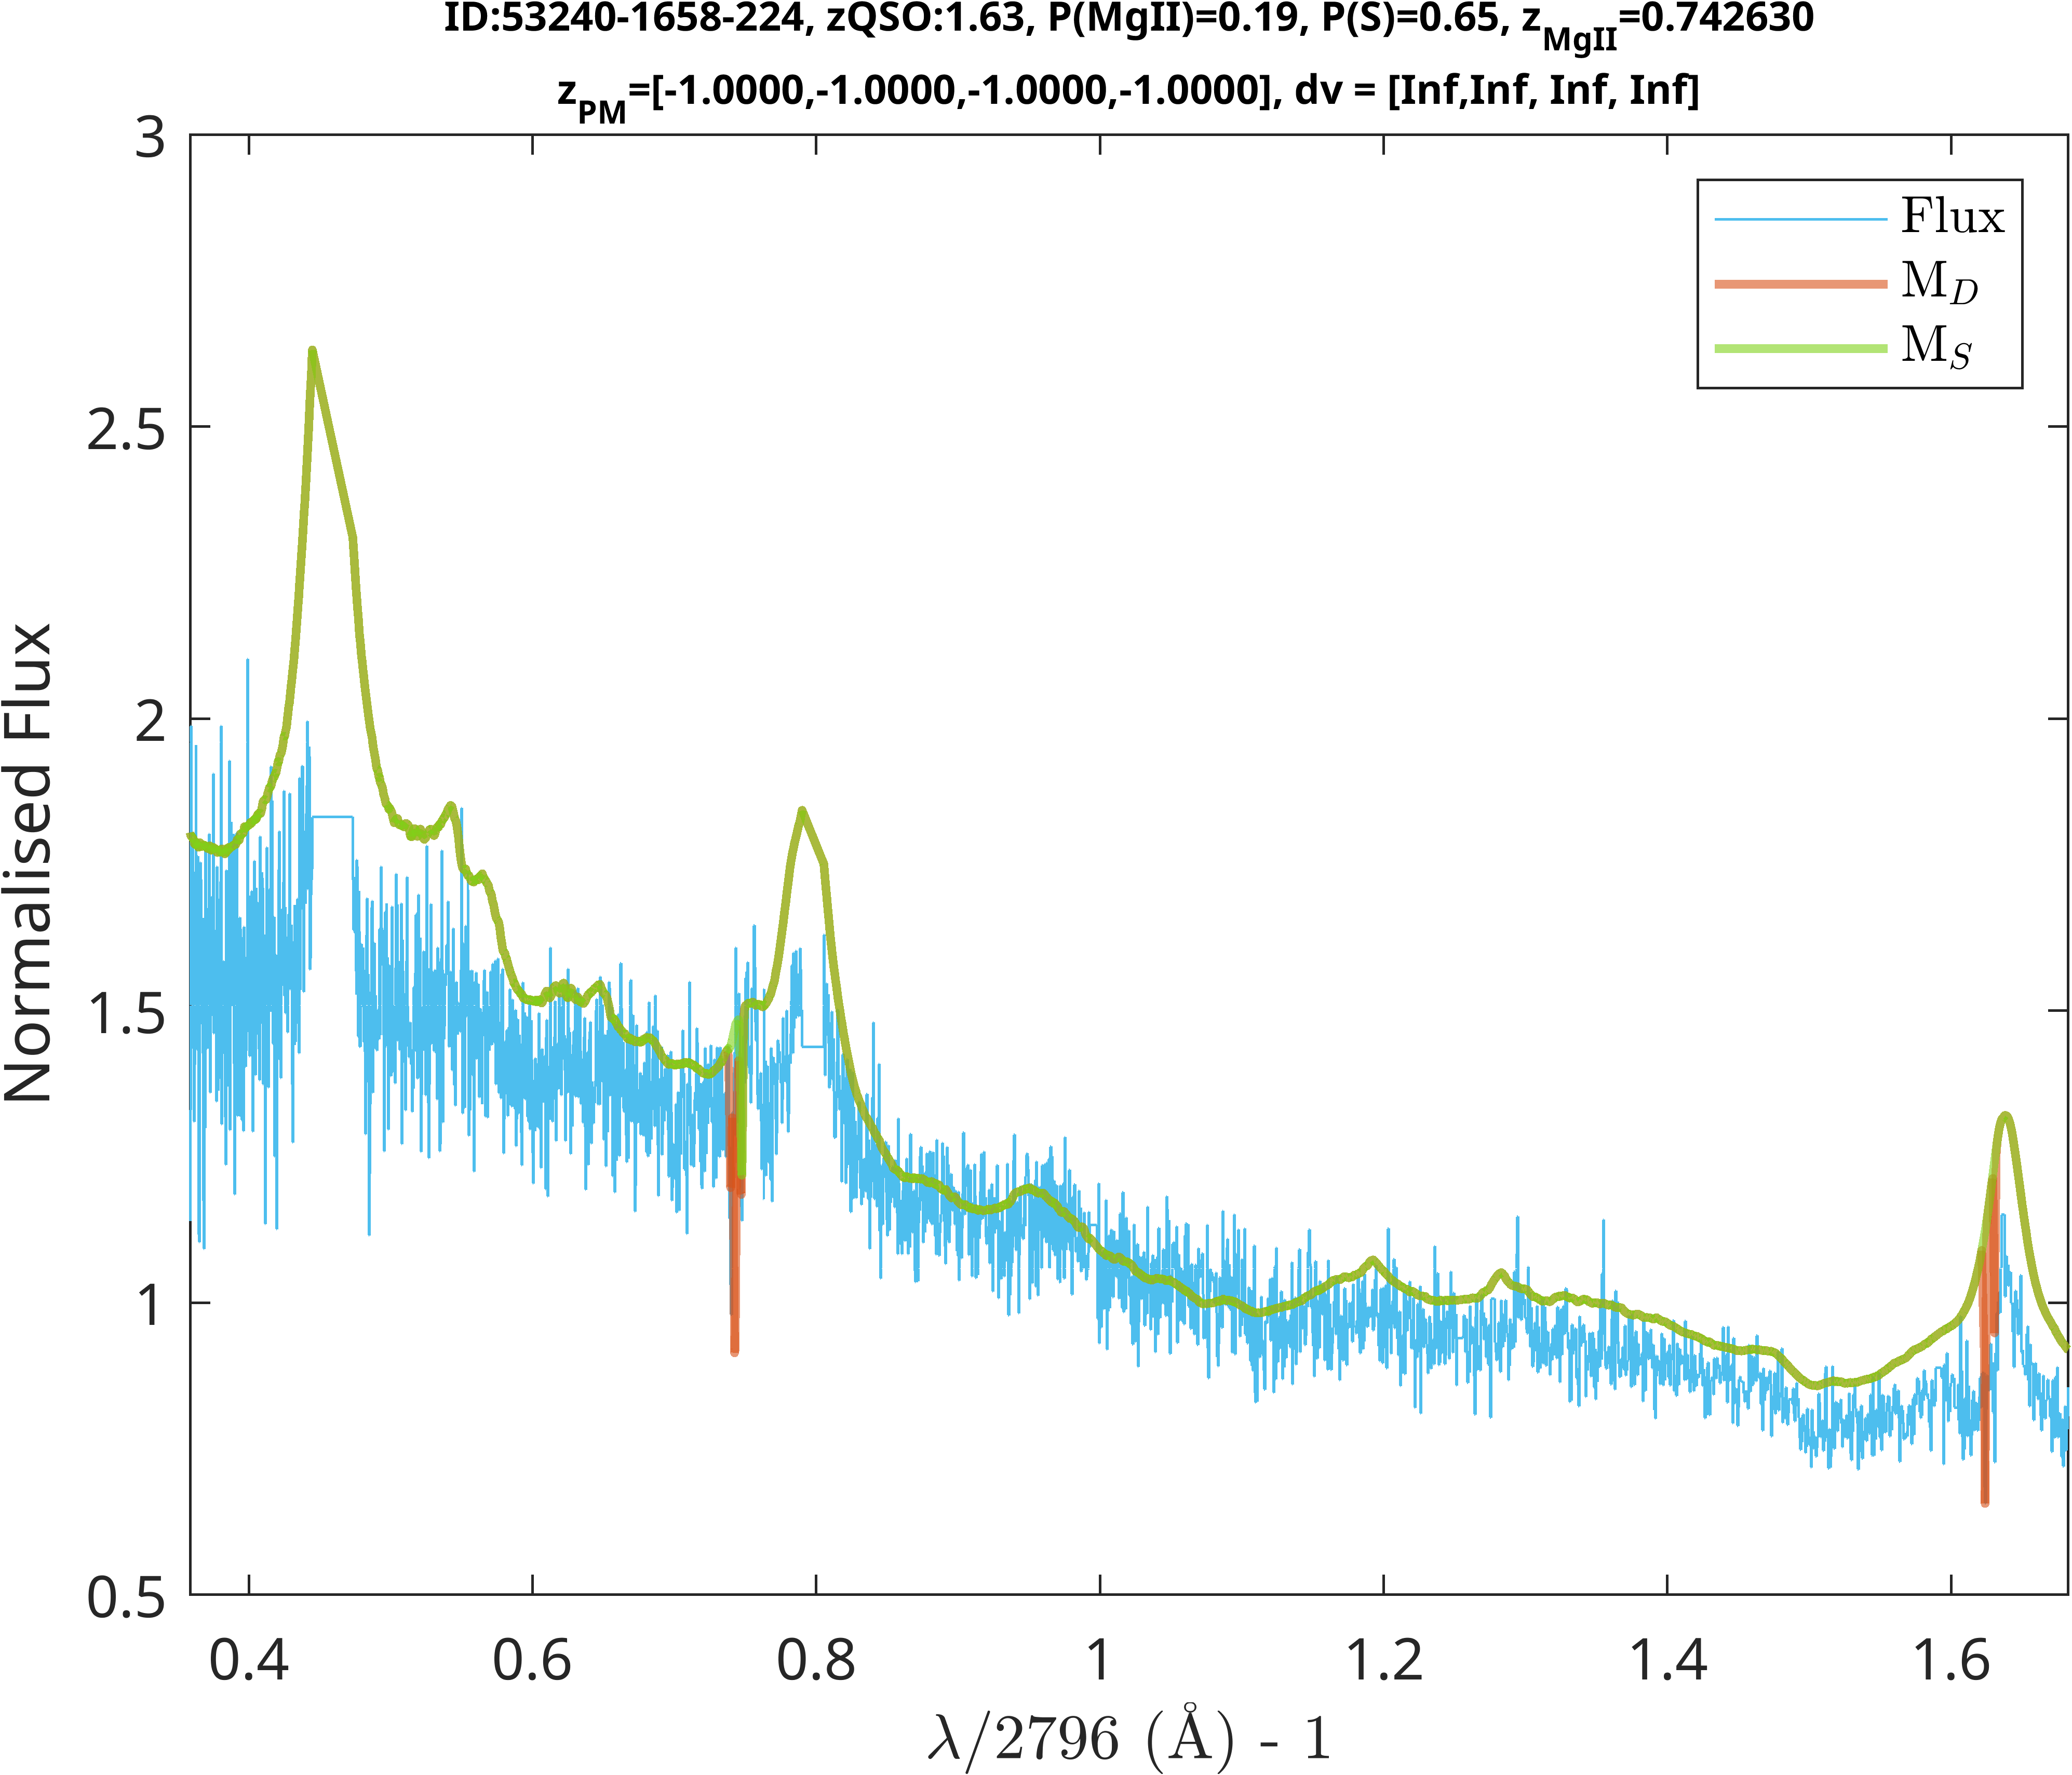 ID:53240-1658-224, zQSO:1.63, P(MgII)=0.19, P(S)=0.65, zMgII=0.742630
zPM=[-1.0000,-1.0000,-1.0000,-1.0000], dv = [Inf,Inf, Inf, Inf]
3
2.5
2
1.5
1
0.5
Normalised Flux
Flux
MD
MS
0.4 0.6 0.8 1 1.2 1.4 1.6
λ/2796 (Å) - 1